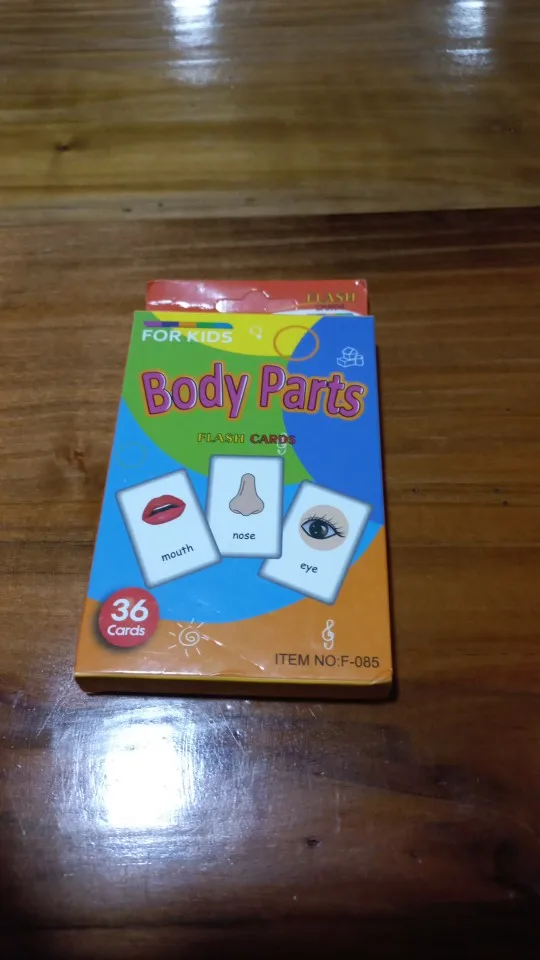 FLASH
FOR KIDS
Body Parts
FLASH CARDS
mouth
nose
eye
36
Cards
ITEM NO:F-085